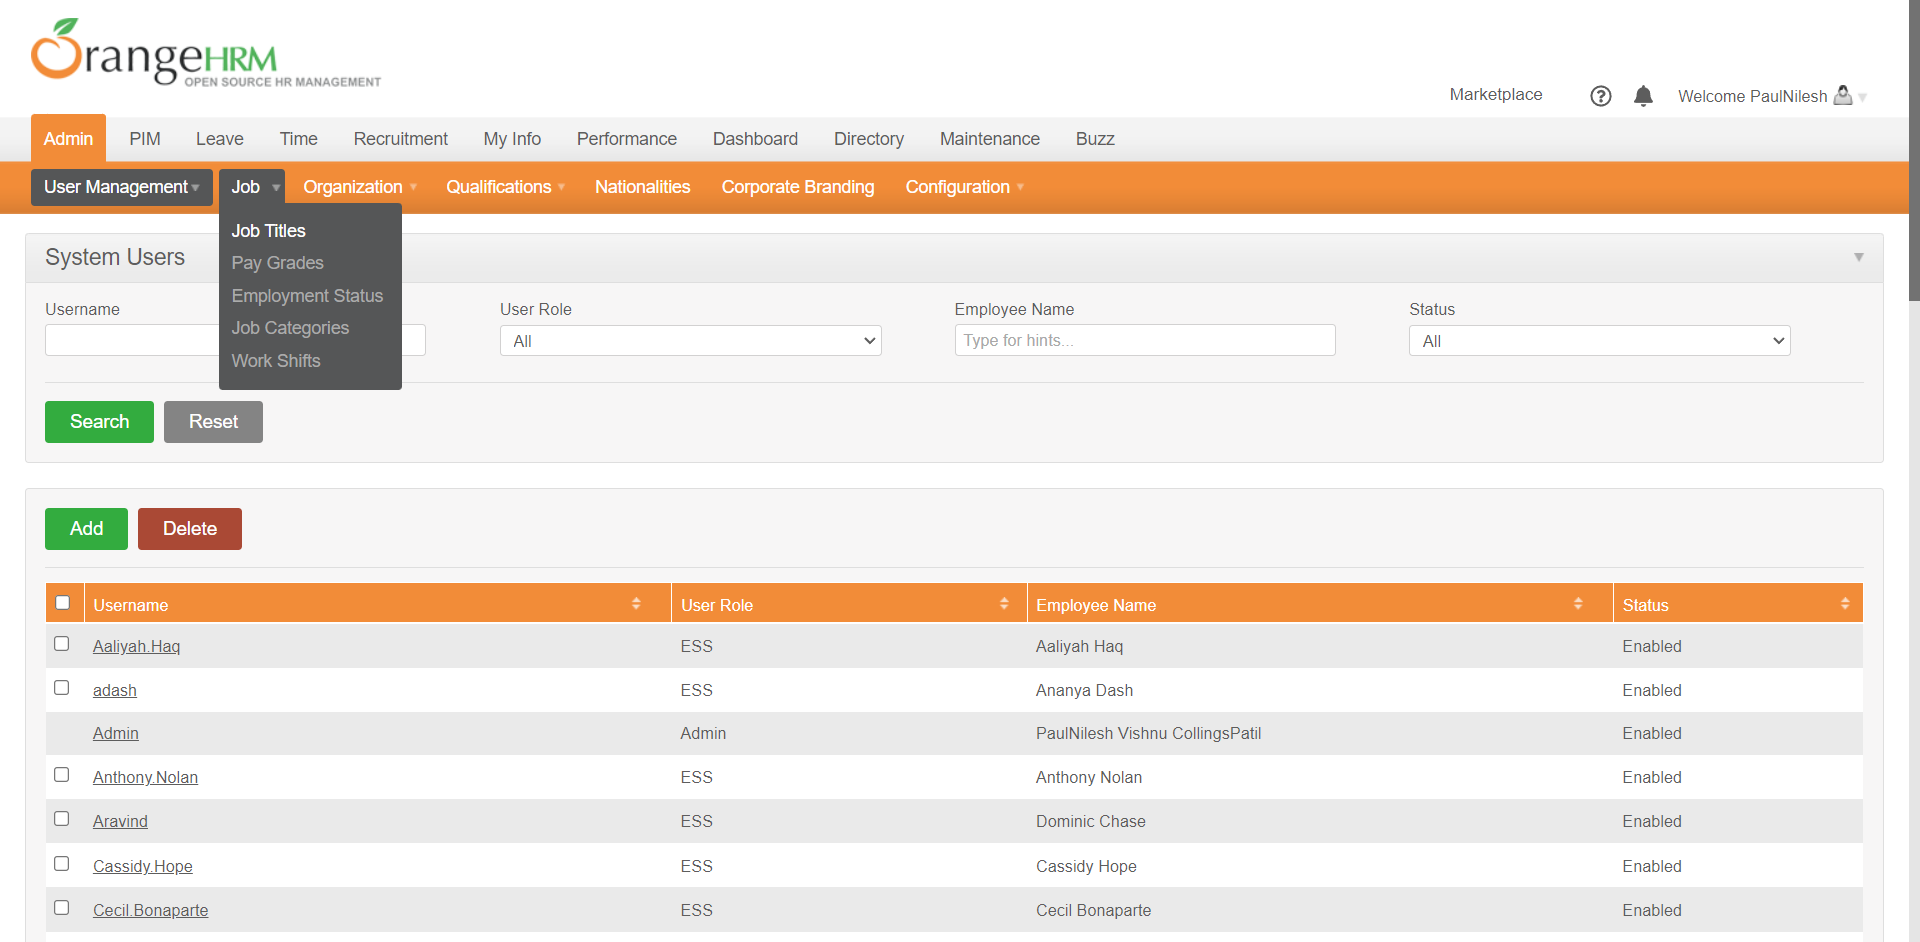 OrangeHRM
OPEN SOURCE HR MANAGEMENT
Marketplace
Welcome PaulNilesh
Admin PIM Leave Time Recruitment My Info Performance Dashboard Directory Maintenance Buzz
User Management Job Organization Qualifications Nationalities Corporate Branding Configuration
Job Titles
Pay Grades
Employment Status
Job Categories
Work Shifts
System Users
Username User Role Employee Name Status
All Type for hints... All
Search Reset
Add Delete
Username User Role Employee Name Status
Aaliyah.Haq ESS Aaliyah Haq Enabled
adash ESS Ananya Dash Enabled
Admin Admin PaulNilesh Vishnu CollingsPatil Enabled
Anthony.Nolan ESS Anthony Nolan Enabled
Aravind ESS Dominic Chase Enabled
Cassidy.Hope ESS Cassidy Hope Enabled
Cecil.Bonaparte ESS Cecil Bonaparte Enabled